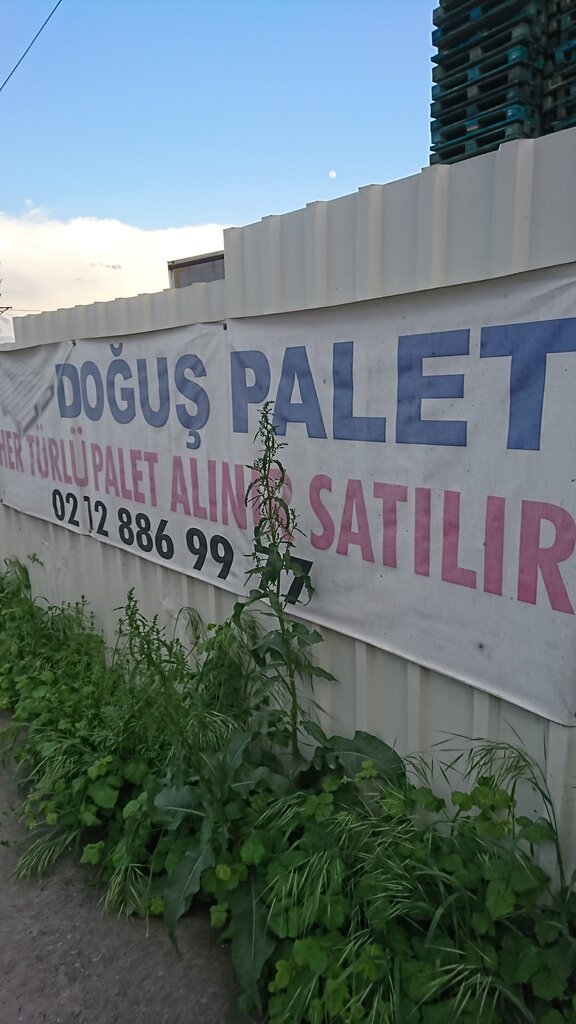 DOĞUŞ PALET
HER TÜRLÜ PALET ALINIR SATILIR
0212 886 99